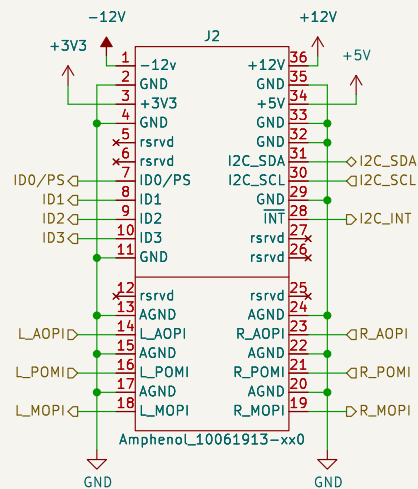 -12V +12V
J2
+3V3 +5V
1 -12v +12V 36
2 GND GND 35
3 +3V3 +5V 34
4 GND GND 33
5 rsrvd GND 32
6 rsrvd I2C_SDA 31 I2C_SDA
ID0/PS 7 ID0/PS I2C_SCL 30 I2C_SCL
ID1 8 ID1 GND 29
ID2 9 ID2 INT 28 I2C_INT
ID3 10 ID3 rsrvd 27
11 GND rsrvd 26
12 rsrvd rsrvd 25
13 AGND AGND 24
L_AOPI 14 L_AOPI R_AOPI 23 R_AOPI
15 AGND AGND 22
L_POMI 16 L_POMI R_POMI 21 R_POMI
17 AGND AGND 20
L_MOPI 18 L_MOPI R_MOPI 19 R_MOPI
Amphenol_10061913-xx0
GND GND